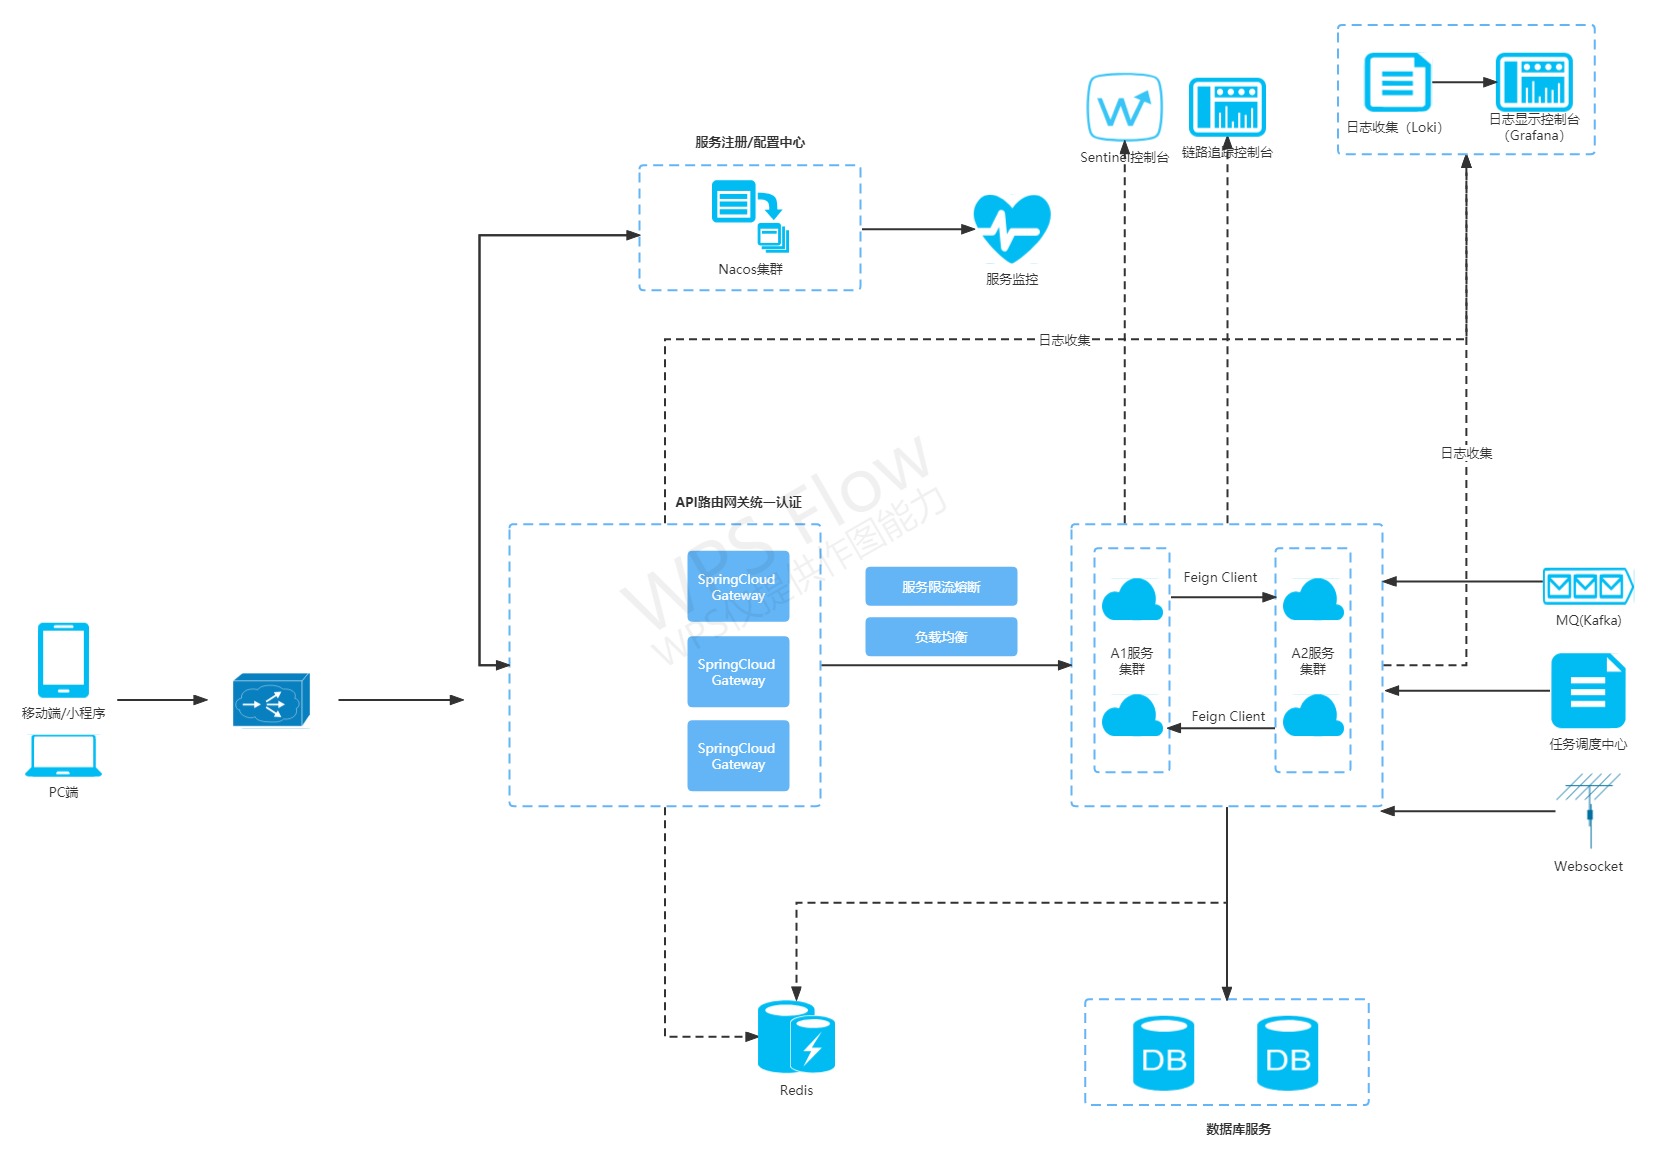 日志收集（Loki）
日志显示控制台
（Grafana）
Sentinel控制台
链路追踪控制台
服务注册/配置中心
Nacos集群
服务监控
日志收集
日志收集
API路由网关统一认证
SpringCloud
Gateway
SpringCloud
Gateway
SpringCloud
Gateway
服务限流熔断
负载均衡
Feign Client
A1服务
集群
A2服务
集群
Feign Client
MQ(Kafka)
任务调度中心
Websocket
移动端/小程序
PC端
Redis
DB
DB
数据库服务
WPS Flow
WPS仅提供作图能力